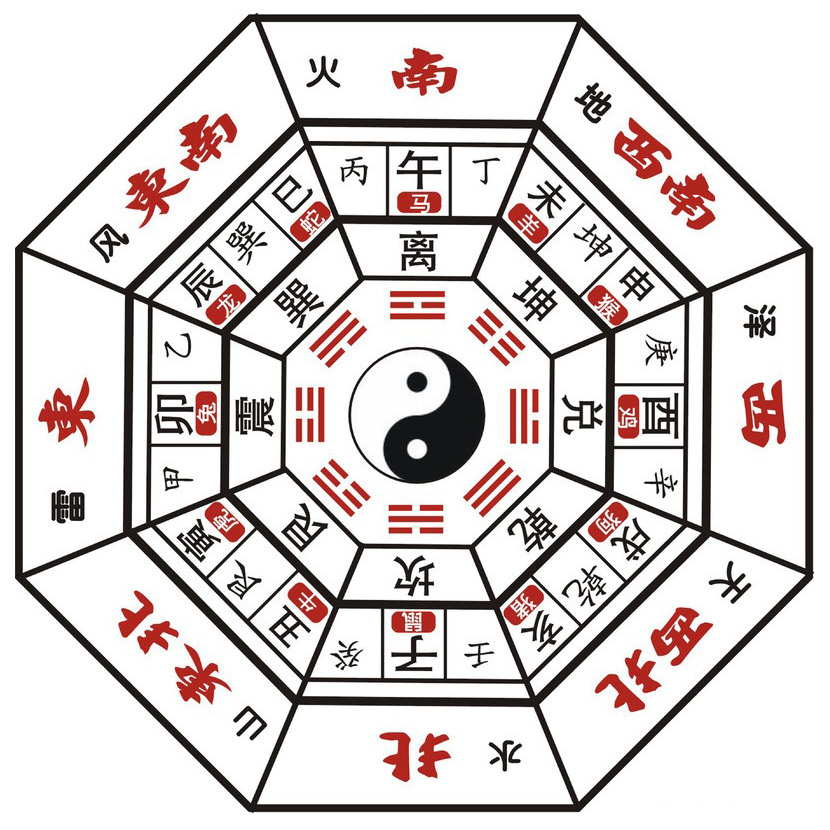 火 南
丙 午 丁
马
离
地 西南
未 坤 申
羊 猴
坤
泽 西
庚 酉 辛
鸡
兑
天 西北
戌 乾 亥
狗 猪
乾
水 北
壬 子 癸
鼠
坎
山 東北
丑 艮 寅
牛 虎
艮
雷 東
甲 卯 乙
兔
震
风 東南
辰 巽 巳
龙 蛇
巽